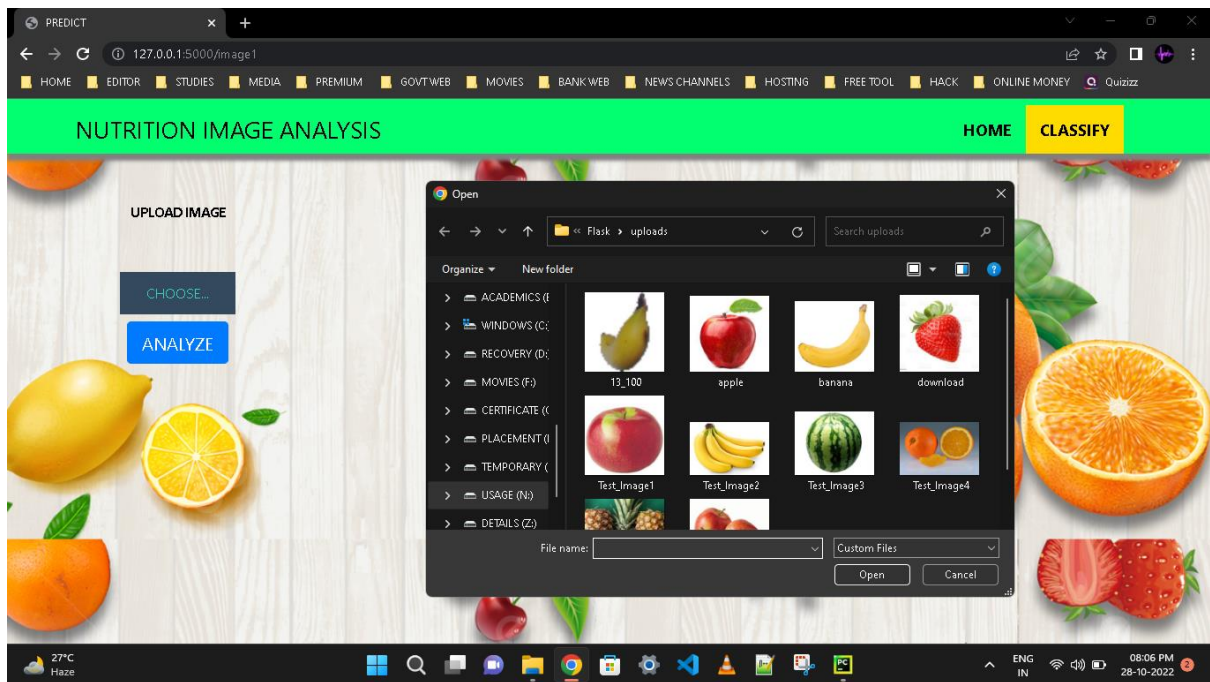 PREDICT
127.0.0.1:5000/image1
HOME EDITOR STUDIES MEDIA PREMIUM GOVT WEB MOVIES BANK WEB NEWS CHANNELS HOSTING FREE TOOL HACK ONLINE MONEY Quizizz
NUTRITION IMAGE ANALYSIS HOME CLASSIFY
UPLOAD IMAGE
CHOOSE...
ANALYZE
Open
« Flask › uploads Search uploads
Organize New folder
ACADEMICS (E
WINDOWS (C:)
RECOVERY (D:)
MOVIES (F:)
CERTIFICATE ((
PLACEMENT (I
TEMPORARY (
USAGE (N:)
DETAILS (Z:)
13_100 apple banana download
Test_Image1 Test_Image2 Test_Image3 Test_Image4
File name: Custom Files
Open Cancel
27°C
Haze
ENG
IN
08:06 PM
28-10-2022
2